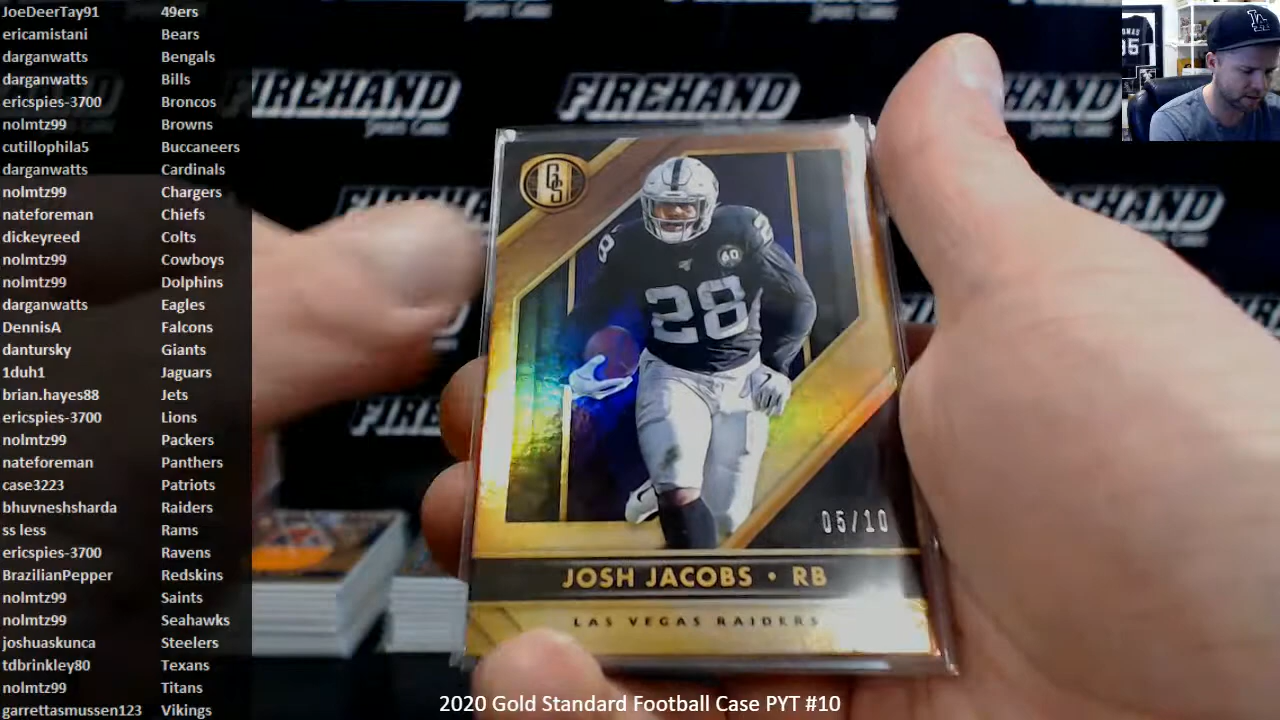 JoeDeerTay91 49ers
ericamistani Bears
darganwatts Bengals
darganwatts Bills
ericspies-3700 Broncos
nolmtz99 Browns
cutillophila5 Buccaneers
darganwatts Cardinals
nolmtz99 Chargers
nateforeman Chiefs
dickeyreed Colts
nolmtz99 Cowboys
nolmtz99 Dolphins
darganwatts Eagles
DennisA Falcons
dantursky Giants
1duh1 Jaguars
brian.hayes88 Jets
ericspies-3700 Lions
nolmtz99 Packers
nateforeman Panthers
case3223 Patriots
bhuvneshsharda Raiders
ss less Rams
ericspies-3700 Ravens
BrazilianPepper Redskins
nolmtz99 Saints
nolmtz99 Seahawks
joshuaskunca Steelers
tdbrinkley80 Texans
nolmtz99 Titans
garrettasmussen123 Vikings
FIREHAND
FIREHAND
GS
28
60
28
05/10
JOSH JACOBS • RB
LAS VEGAS RAIDERS
FIREHAND
LA
2020 Gold Standard Football Case PYT #10